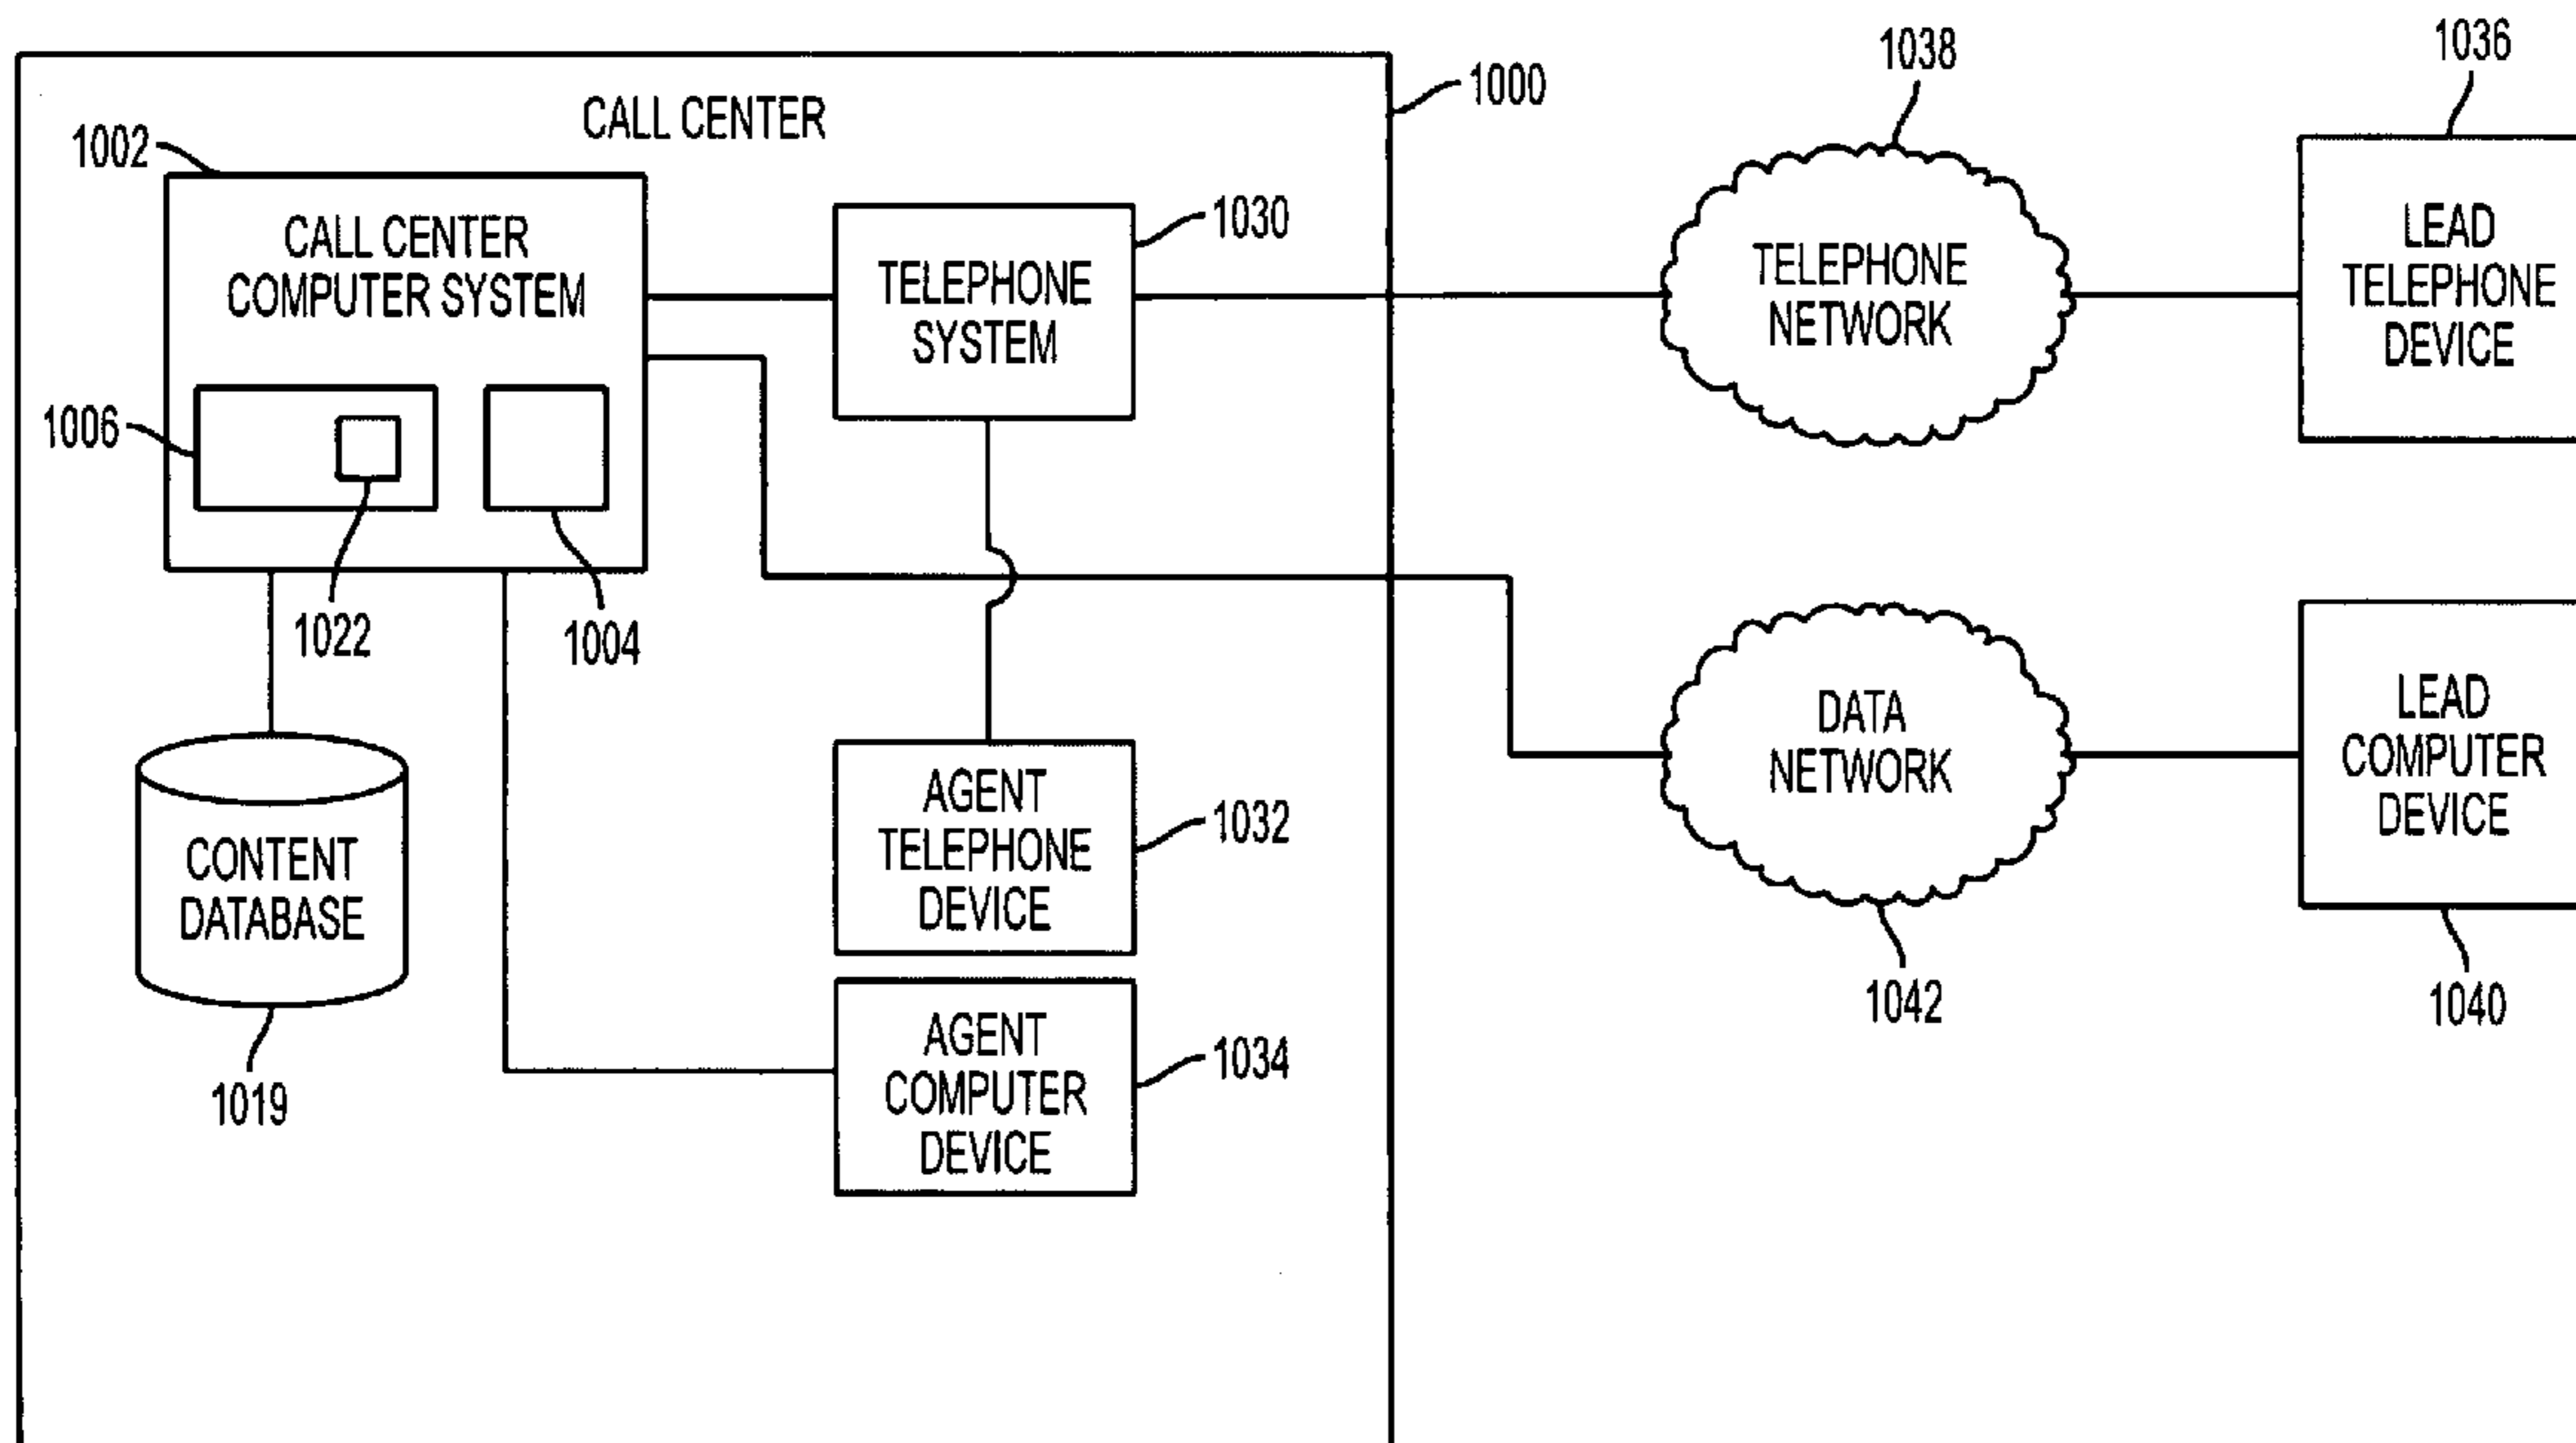 1038
1036
1000
CALL CENTER
1002
CALL CENTER
COMPUTER SYSTEM
1030
TELEPHONE
SYSTEM
TELEPHONE
NETWORK
LEAD
TELEPHONE
DEVICE
1006
1022
1004
DATA
NETWORK
LEAD
COMPUTER
DEVICE
AGENT
TELEPHONE
DEVICE
1032
CONTENT
DATABASE
1042
1040
AGENT
COMPUTER
DEVICE
1034
1019